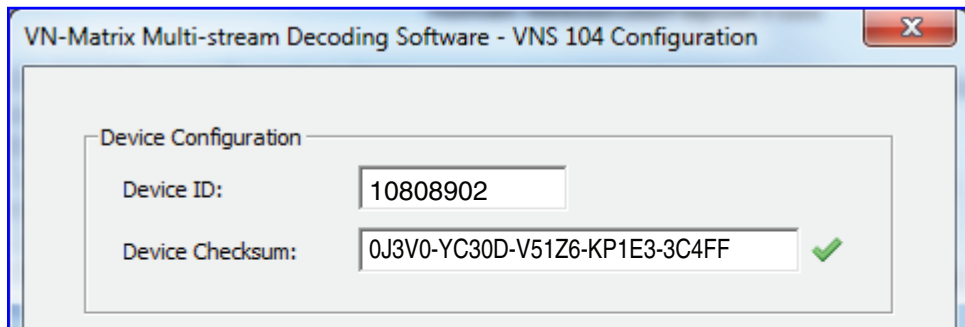 VN-Matrix Multi-stream Decoding Software - VNS 104 Configuration
Device Configuration
Device ID: 10808902
Device Checksum: 0J3V0-YC30D-V51Z6-KP1E3-3C4FF